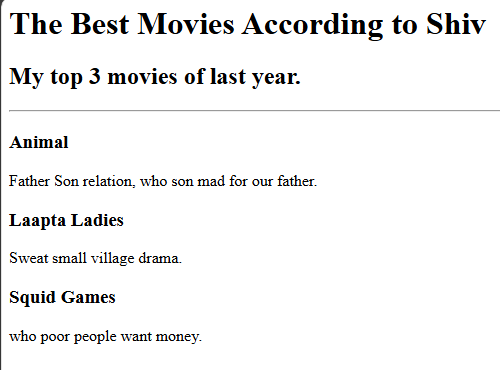 The Best Movies According to Shiv
My top 3 movies of last year.
Animal
Father Son relation, who son mad for our father.
Laapta Ladies
Sweat small village drama.
Squid Games
who poor people want money.